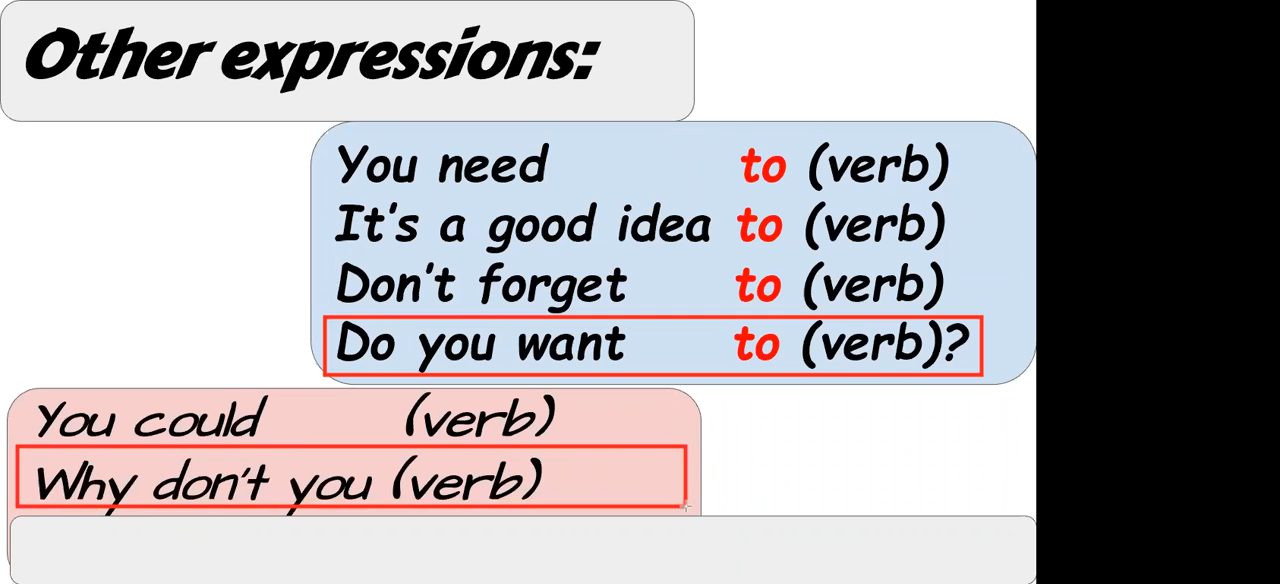 Other expressions:
You need to (verb)
It's a good idea to (verb)
Don't forget to (verb)
Do you want to (verb)?
You could (verb)
Why don't you (verb)